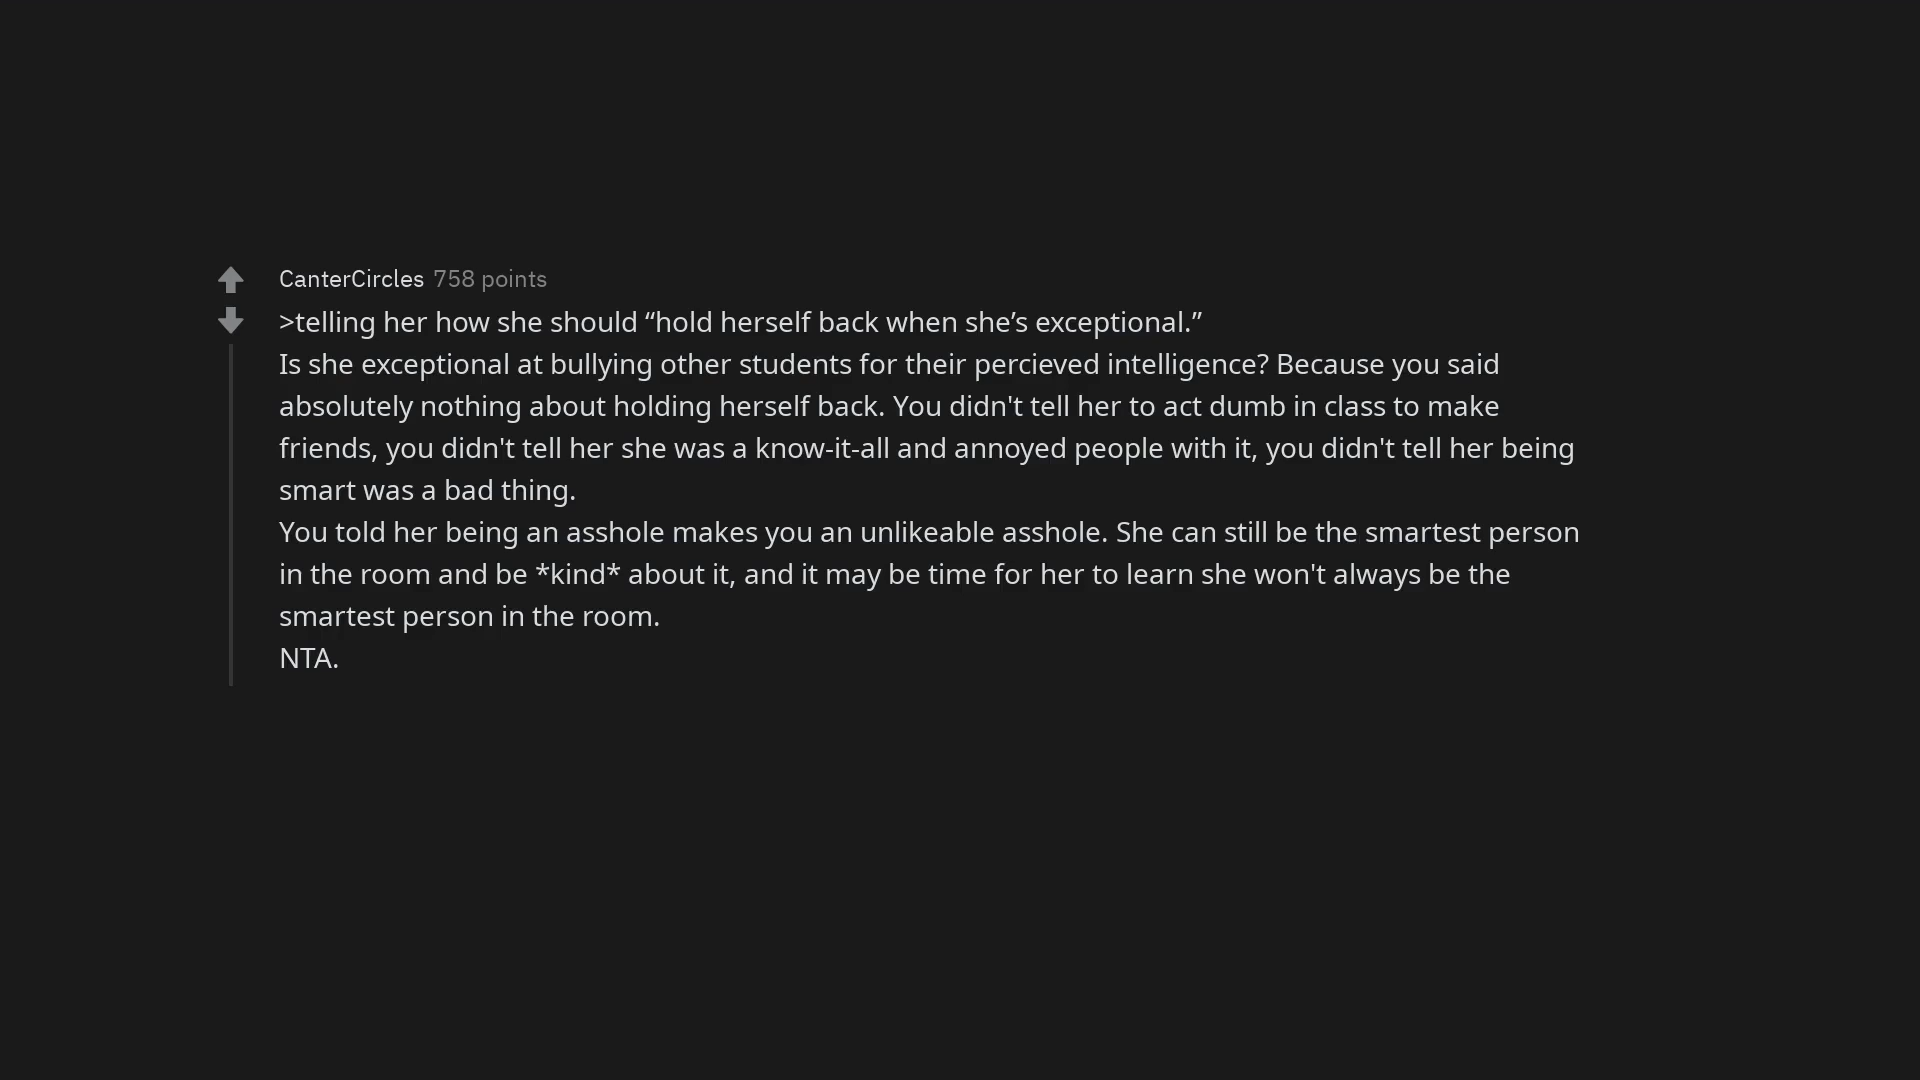 CanterCircles 758 points
>telling her how she should “hold herself back when she’s exceptional.”
Is she exceptional at bullying other students for their percieved intelligence? Because you said
absolutely nothing about holding herself back. You didn't tell her to act dumb in class to make
friends, you didn't tell her she was a know-it-all and annoyed people with it, you didn't tell her being
smart was a bad thing.
You told her being an asshole makes you an unlikeable asshole. She can still be the smartest person
in the room and be *kind* about it, and it may be time for her to learn she won't always be the
smartest person in the room.
NTA.